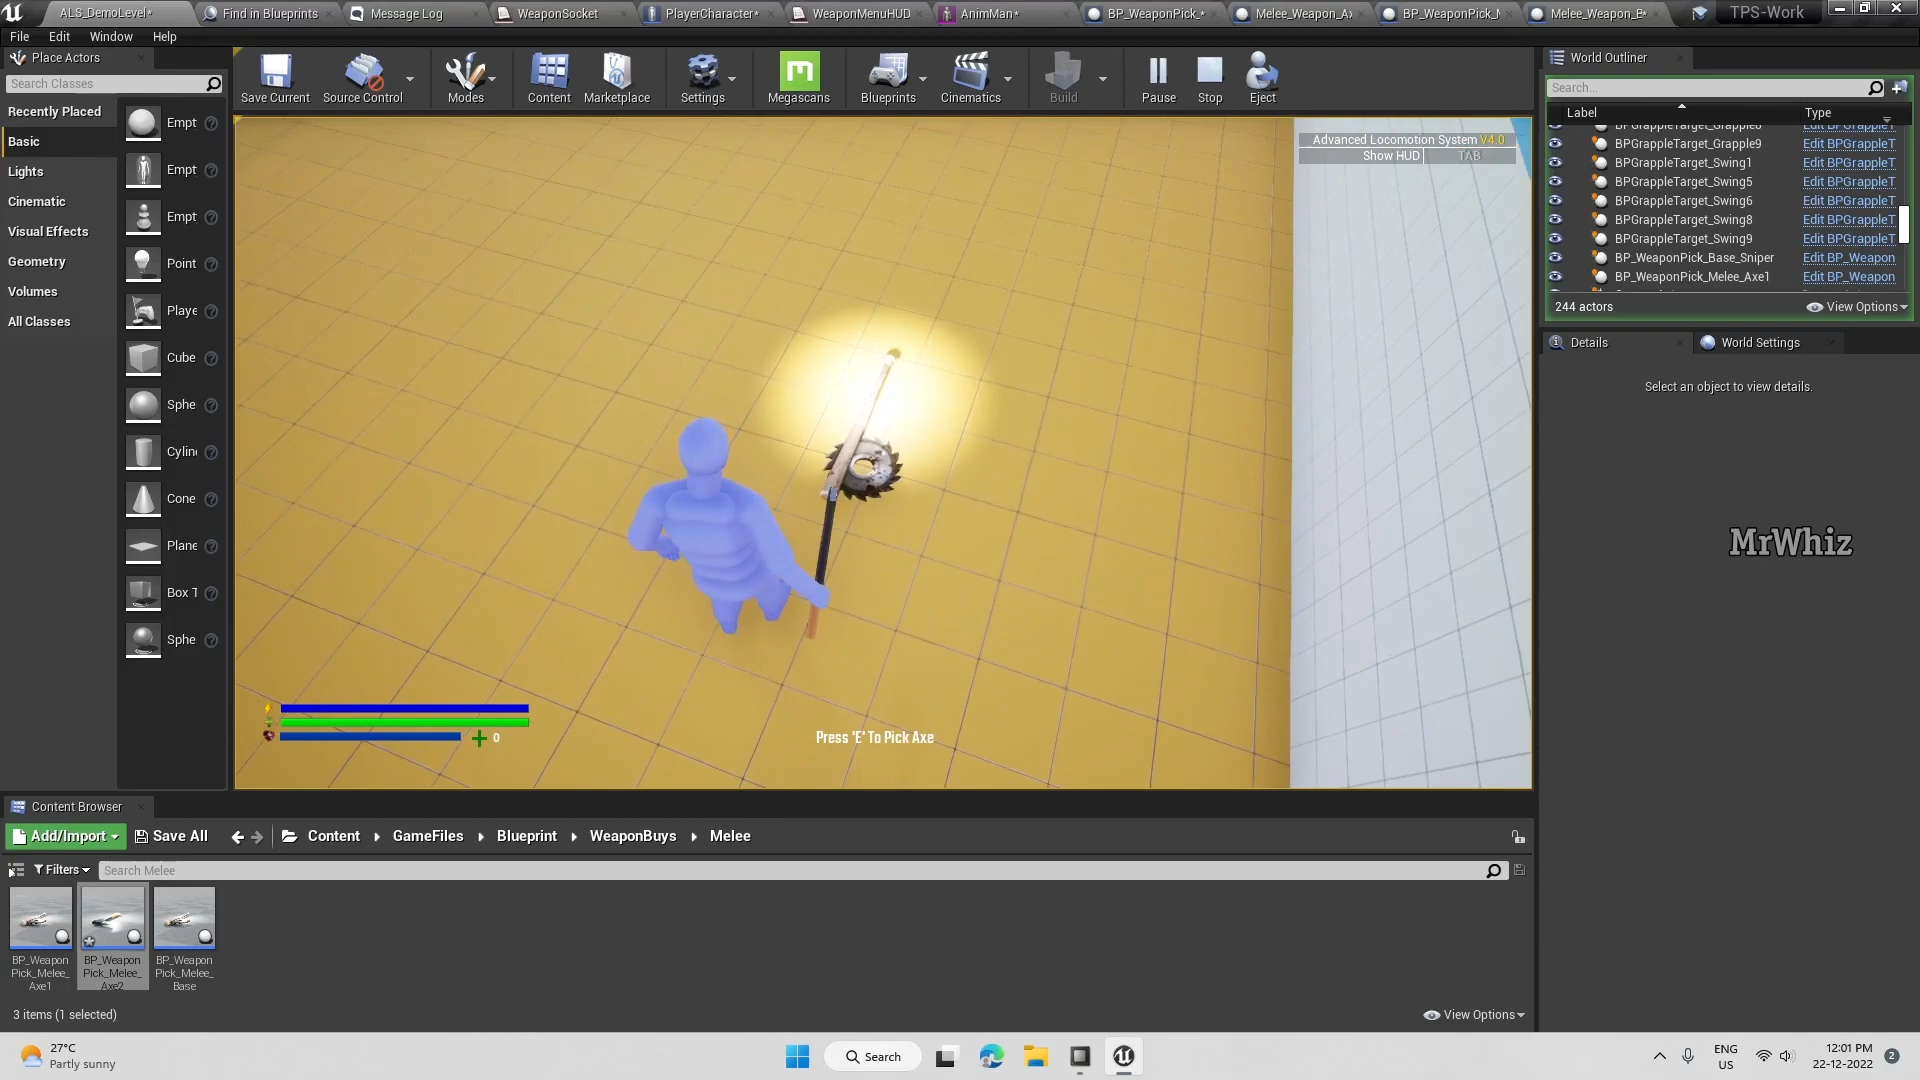 ALS_DemoLevel*
Find in Blueprints
Message Log
WeaponSocket
PlayerCharacter*
WeaponMenuHUD
AnimMan*
BP_WeaponPick_*
Melee_Weapon_Ax
BP_WeaponPick_M
Melee_Weapon_B*
TPS-Work
File
Edit
Window
Help
Place Actors
Search Classes
Recently Placed
Basic
Lights
Cinematic
Visual Effects
Geometry
Volumes
All Classes
Empt
Empt
Empt
Point
Playe
Cube
Sphe
Cylin
Cone
Plane
Box T
Sphe
Save Current
Source Control
Modes
Content
Marketplace
Settings
Megascans
Blueprints
Cinematics
Build
Pause
Stop
Eject
Advanced Locomotion System V4.0
Show HUD
TAB
0
Press 'E' To Pick Axe
World Outliner
Search...
Label
Type
BPGrappleTarget_Grapple8 Edit BPGrappleT
BPGrappleTarget_Grapple9 Edit BPGrappleT
BPGrappleTarget_Swing1 Edit BPGrappleT
BPGrappleTarget_Swing5 Edit BPGrappleT
BPGrappleTarget_Swing6 Edit BPGrappleT
BPGrappleTarget_Swing8 Edit BPGrappleT
BPGrappleTarget_Swing9 Edit BPGrappleT
BP_WeaponPick_Base_Sniper Edit BP_Weapon
BP_WeaponPick_Melee_Axe1 Edit BP_Weapon
244 actors
View Options
Details
World Settings
Select an object to view details.
MrWhiz
Content Browser
Add/Import
Save All
Content
GameFiles
Blueprint
WeaponBuys
Melee
Filters
Search Melee
BP_Weapon
Pick_Melee_
Axe1
BP_Weapon
Pick_Melee_
Axe2
BP_Weapon
Pick_Melee_
Base
3 items (1 selected)
View Options
27°C
Partly sunny
Search
ENG
US
12:01 PM
22-12-2022
2